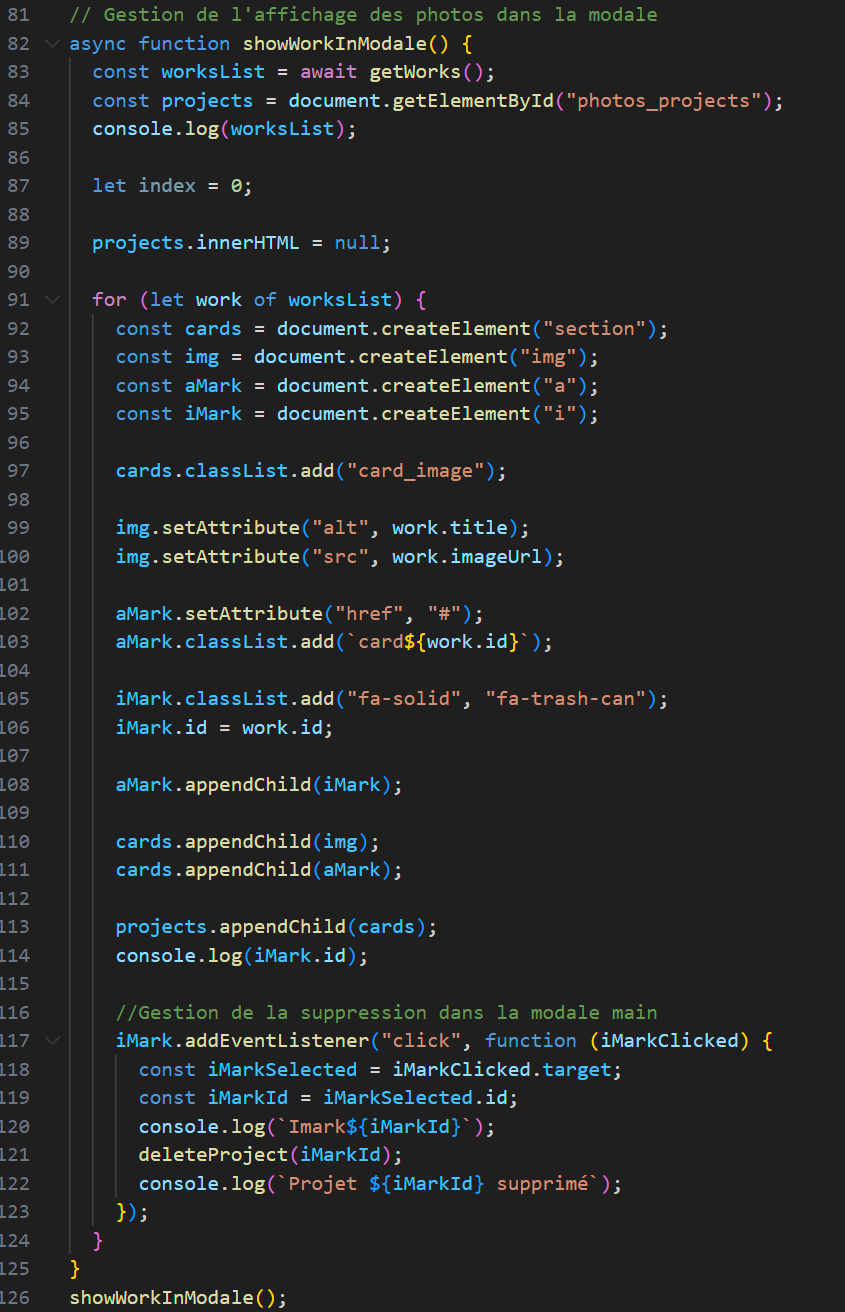 81 // Gestion de l'affichage des photos dans la modale
82 async function showWorkInModale() {
83 const worksList = await getWorks();
84 const projects = document.getElementById("photos_projects");
85 console.log(worksList);
86
87 let index = 0;
88
89 projects.innerHTML = null;
90
91 for (let work of worksList) {
92 const cards = document.createElement("section");
93 const img = document.createElement("img");
94 const aMark = document.createElement("a");
95 const iMark = document.createElement("i");
96
97 cards.classList.add("card_image");
98
99 img.setAttribute("alt", work.title);
100 img.setAttribute("src", work.imageUrl);
101
102 aMark.setAttribute("href", "#");
103 aMark.classList.add(`card${work.id}`);
104
105 iMark.classList.add("fa-solid", "fa-trash-can");
106 iMark.id = work.id;
107
108 aMark.appendChild(iMark);
109
110 cards.appendChild(img);
111 cards.appendChild(aMark);
112
113 projects.appendChild(cards);
114 console.log(iMark.id);
115
116 //Gestion de la suppression dans la modale main
117 iMark.addEventListener("click", function (iMarkClicked) {
118 const iMarkSelected = iMarkClicked.target;
119 const iMarkId = iMarkSelected.id;
120 console.log(`Imark${iMarkId}`);
121 deleteProject(iMarkId);
122 console.log(`Projet ${iMarkId} supprimé`);
123 });
124 }
125 }
126 showWorkInModale();